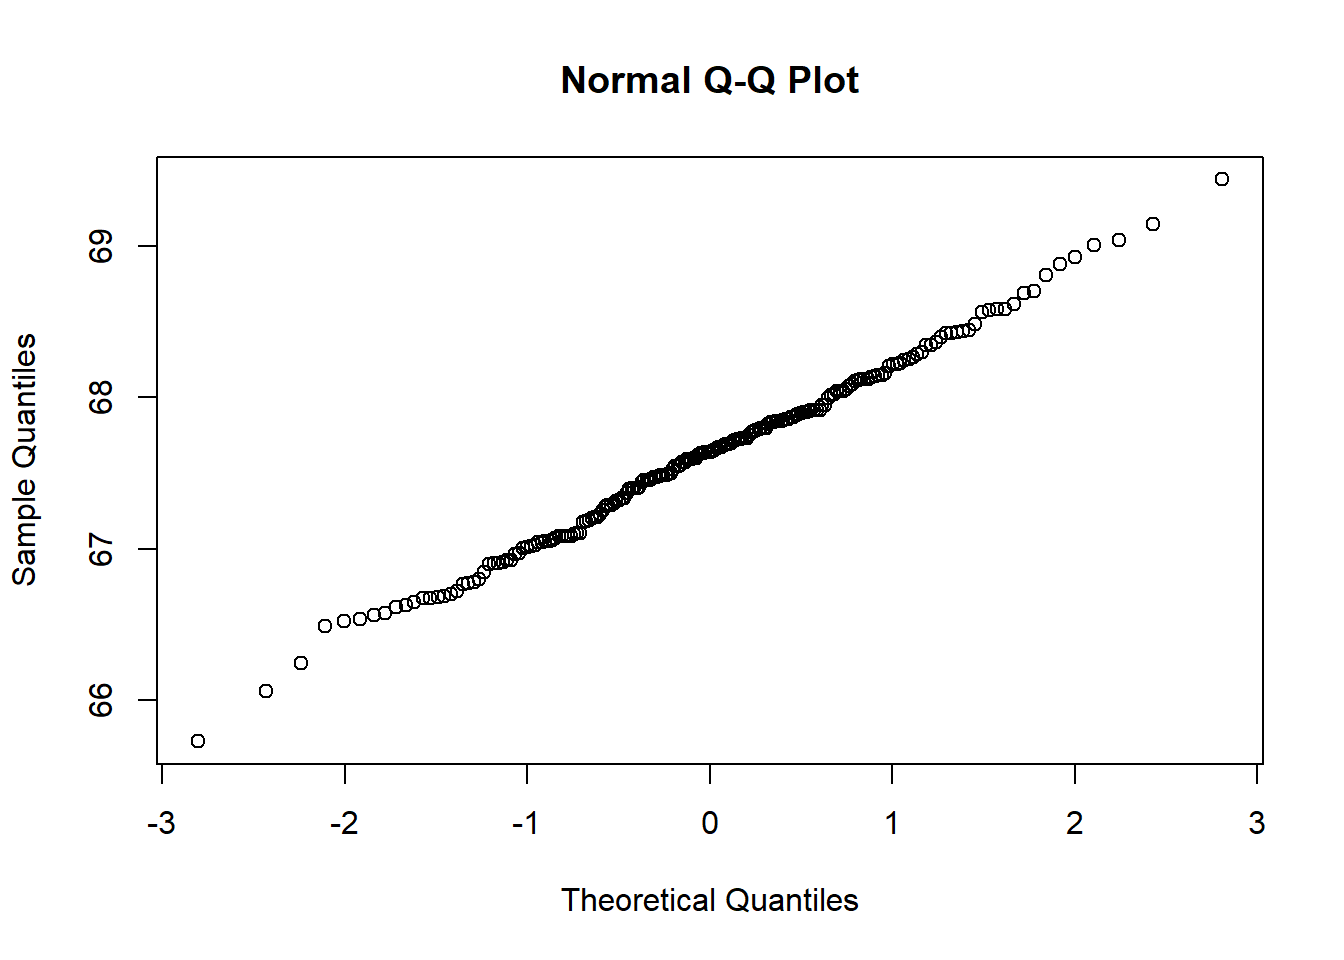 Normal Q-Q Plot
69
68
67
66
Sample Quantiles
-3 -2 -1 0 1 2 3
Theoretical Quantiles